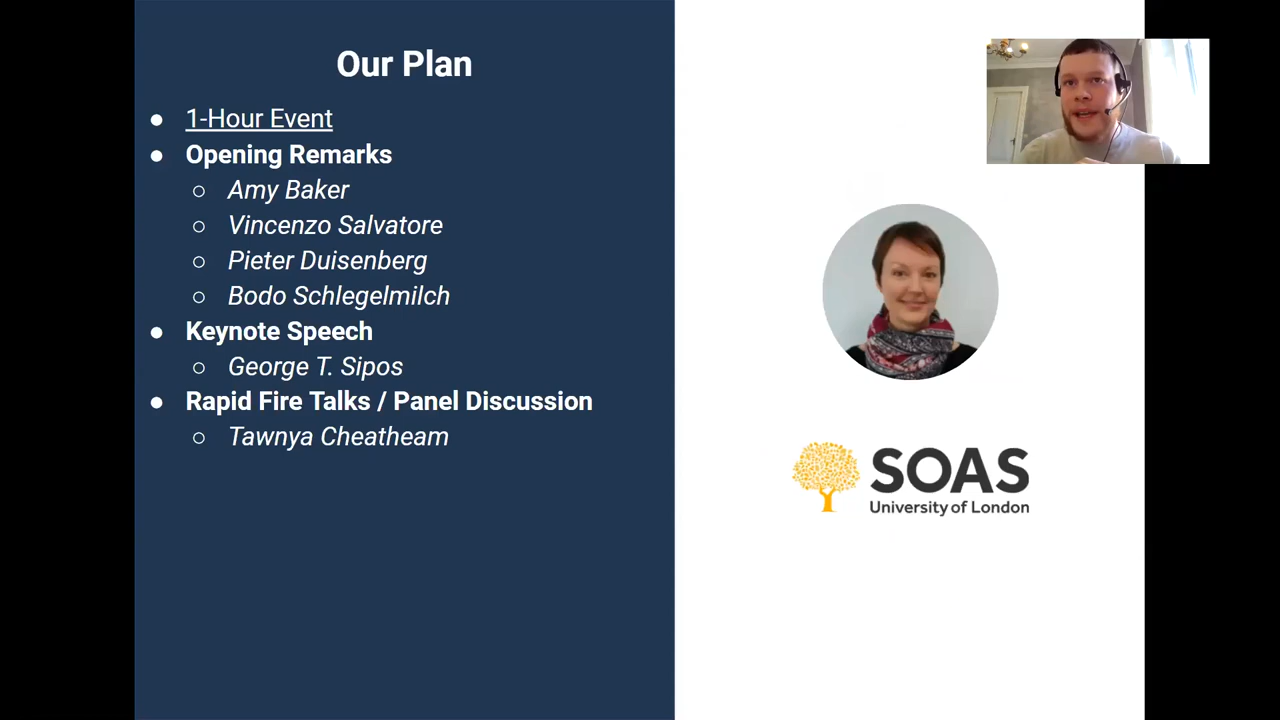 Our Plan
1-Hour Event
Opening Remarks
Amy Baker
Vincenzo Salvatore
Pieter Duisenberg
Bodo Schlegelmilch
Keynote Speech
George T. Sipos
Rapid Fire Talks / Panel Discussion
Tawnya Cheatheam
SOAS
University of London